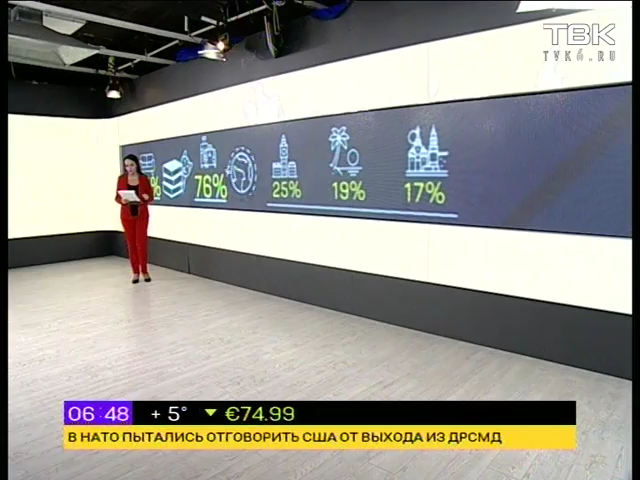 ТВК
TVK6.RU
%
76%
25%
19%
17%
06:48 + 5° ▼ €74.99
В НАТО ПЫТАЛИСЬ ОТГОВОРИТЬ США ОТ ВЫХОДА ИЗ ДРСМД